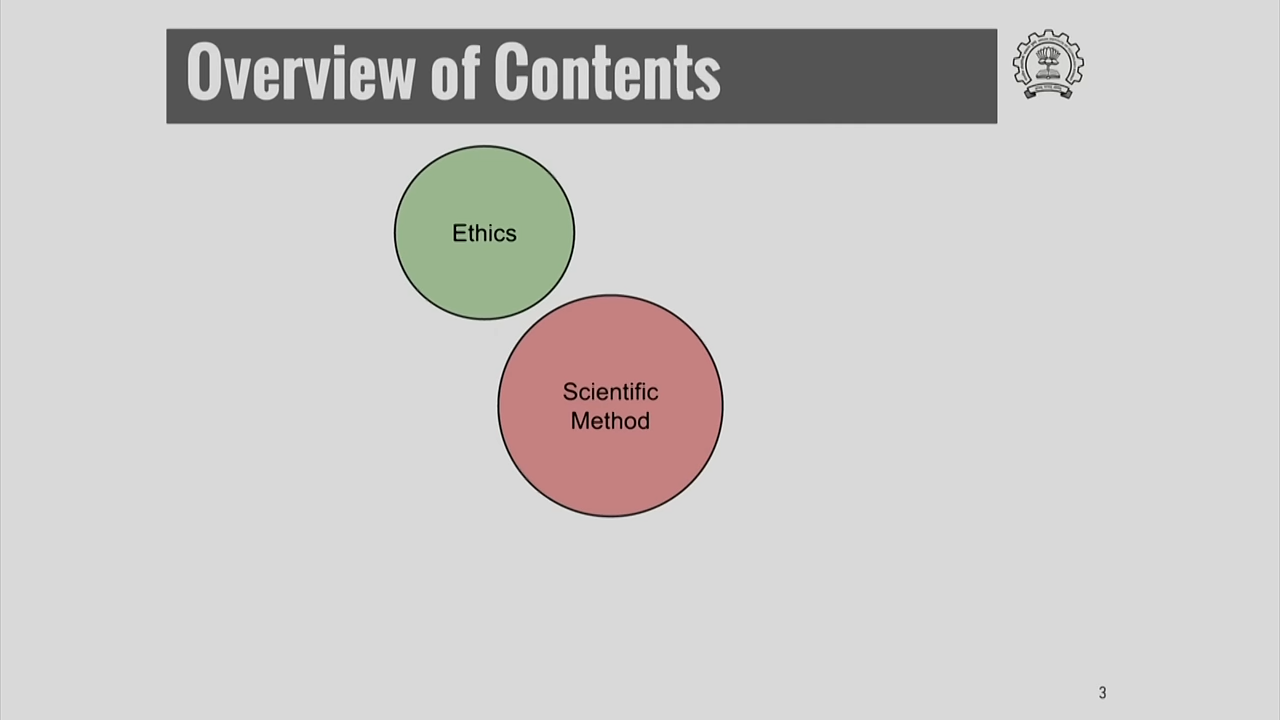 Overview of Contents
Ethics
Scientific
Method
3